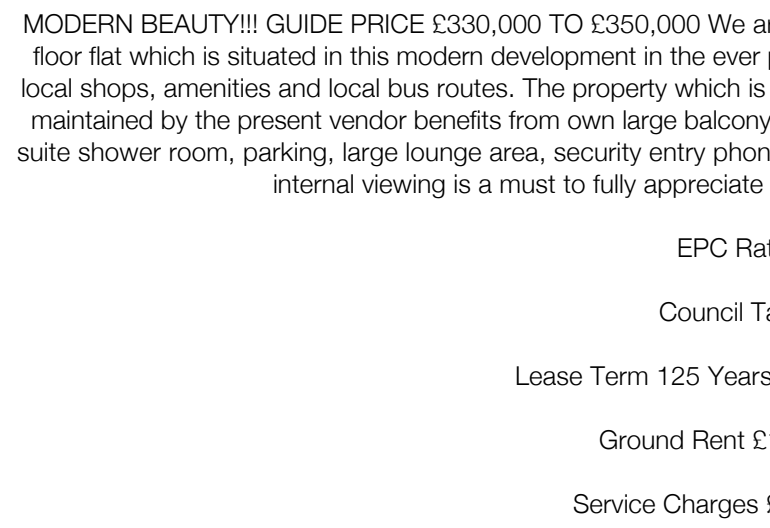 MODERN BEAUTY!!! GUIDE PRICE £330,000 TO £350,000 We
floor flat which is situated in this modern development in the ever
local shops, amenities and local bus routes. The property which is
maintained by the present vendor benefits from own large balcony
suite shower room, parking, large lounge area, security entry
internal viewing is a must to fully appreciate
EPC
Council
Lease Term 125 Years
Ground Rent
Service Charges